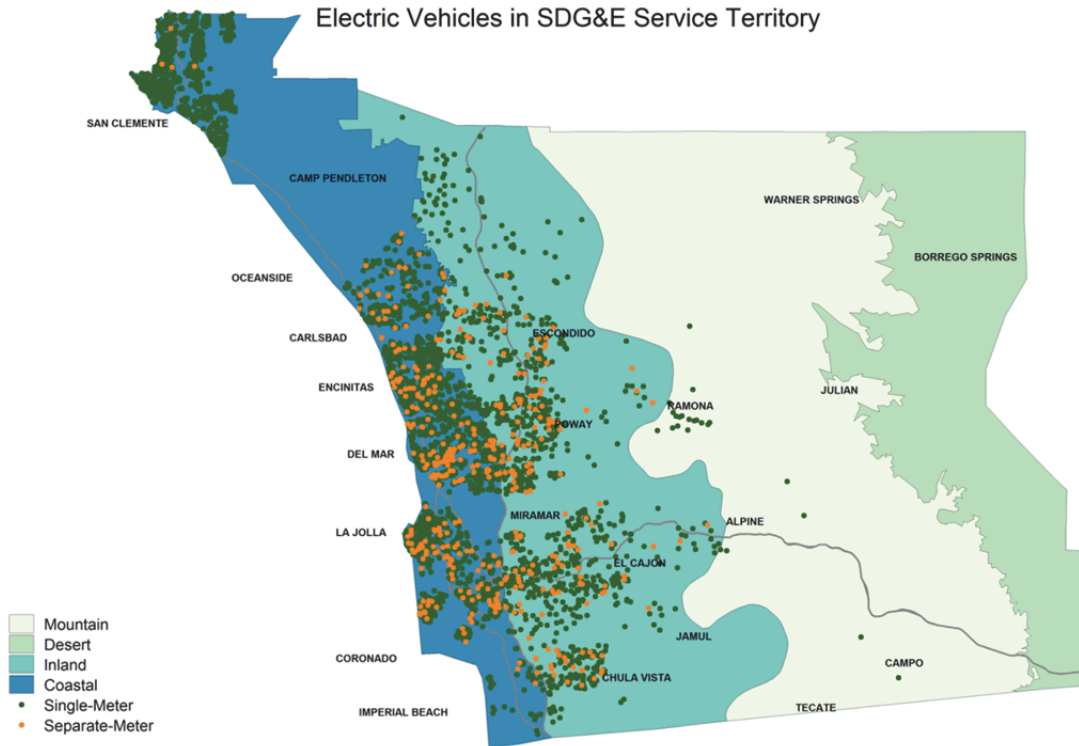 Electric Vehicles in SDG&E Service Territory
SAN CLEMENTE
CAMP PENDLETON
WARNER SPRINGS
BORREGO SPRINGS
OCEANSIDE
CARLSBAD
ESCONDIDO
ENCINITAS
JULIAN
RAMONA
POWAY
DEL MAR
MIRAMAR
ALPINE
LA JOLLA
EL CAJON
JAMUL
CORONADO
CAMPO
CHULA VISTA
IMPERIAL BEACH
TECATE
Mountain
Desert
Inland
Coastal
Single-Meter
Separate-Meter